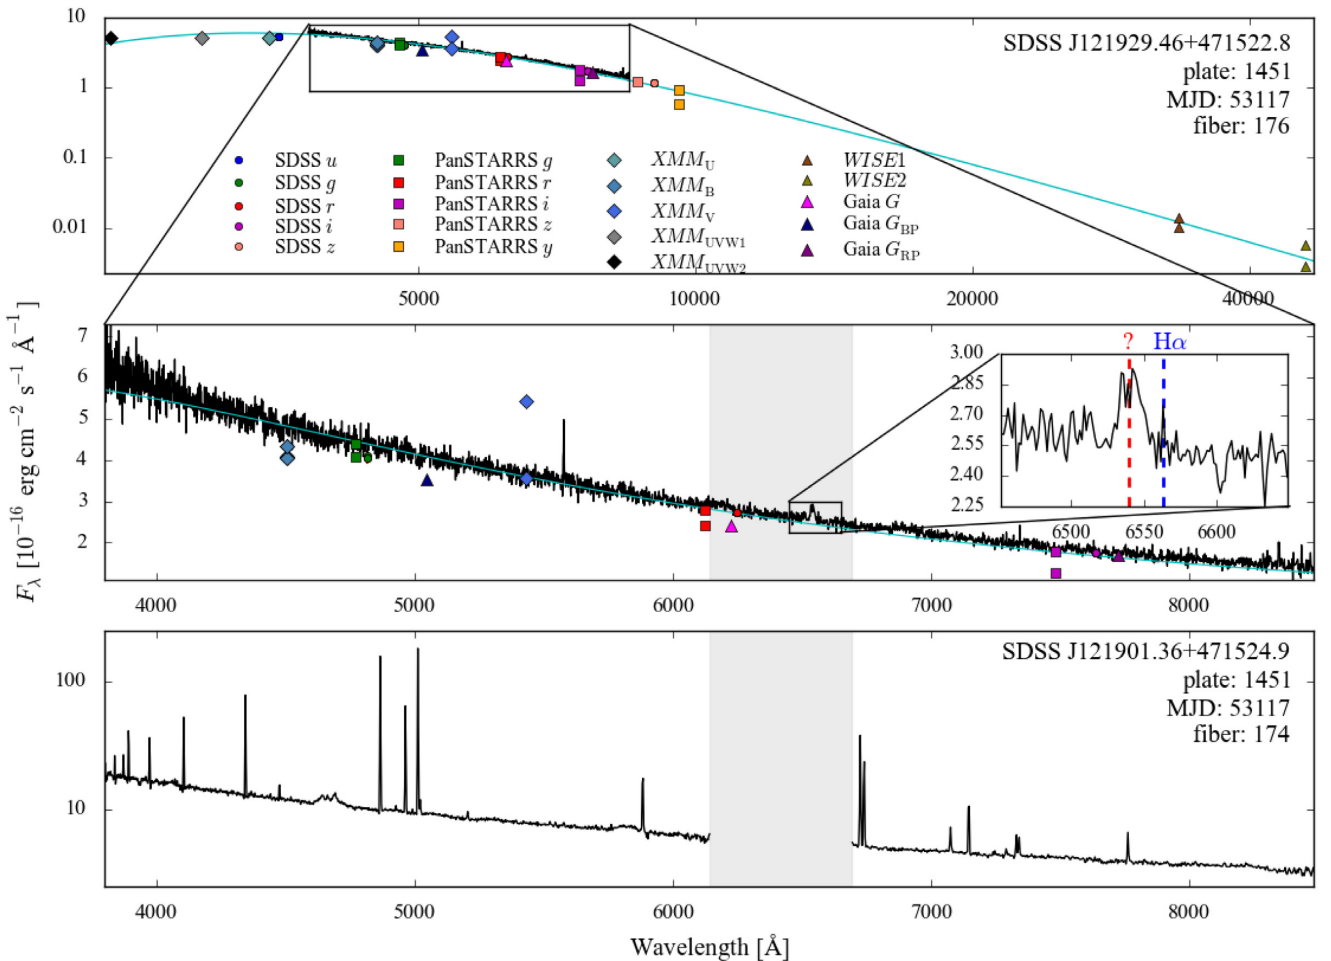 10
1
0.1
0.01
SDSS J121929.46+471522.8
plate: 1451
MJD: 53117
fiber: 176
SDSS u
SDSS g
SDSS r
SDSS i
SDSS z
PanSTARRS g
PanSTARRS r
PanSTARRS i
PanSTARRS z
PanSTARRS y
XMM_U
XMM_B
XMM_V
XMM_UVW1
XMM_UVW2
WISE1
WISE2
Gaia G
Gaia G_BP
Gaia G_RP
5000 10000 20000 40000
F_λ [10⁻¹⁶ erg cm⁻² s⁻¹ Å⁻¹]
7
6
5
4
3
2
? Hα
3.00
2.85
2.70
2.55
2.40
2.25
6500 6550 6600
4000 5000 6000 7000 8000
SDSS J121901.36+471524.9
plate: 1451
MJD: 53117
fiber: 174
100
10
4000 5000 6000 7000 8000
Wavelength [Å]